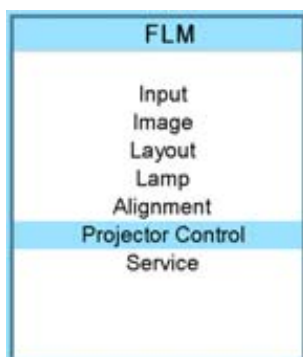 FLM
Input
Image
Layout
Lamp
Alignment
Projector Control
Service